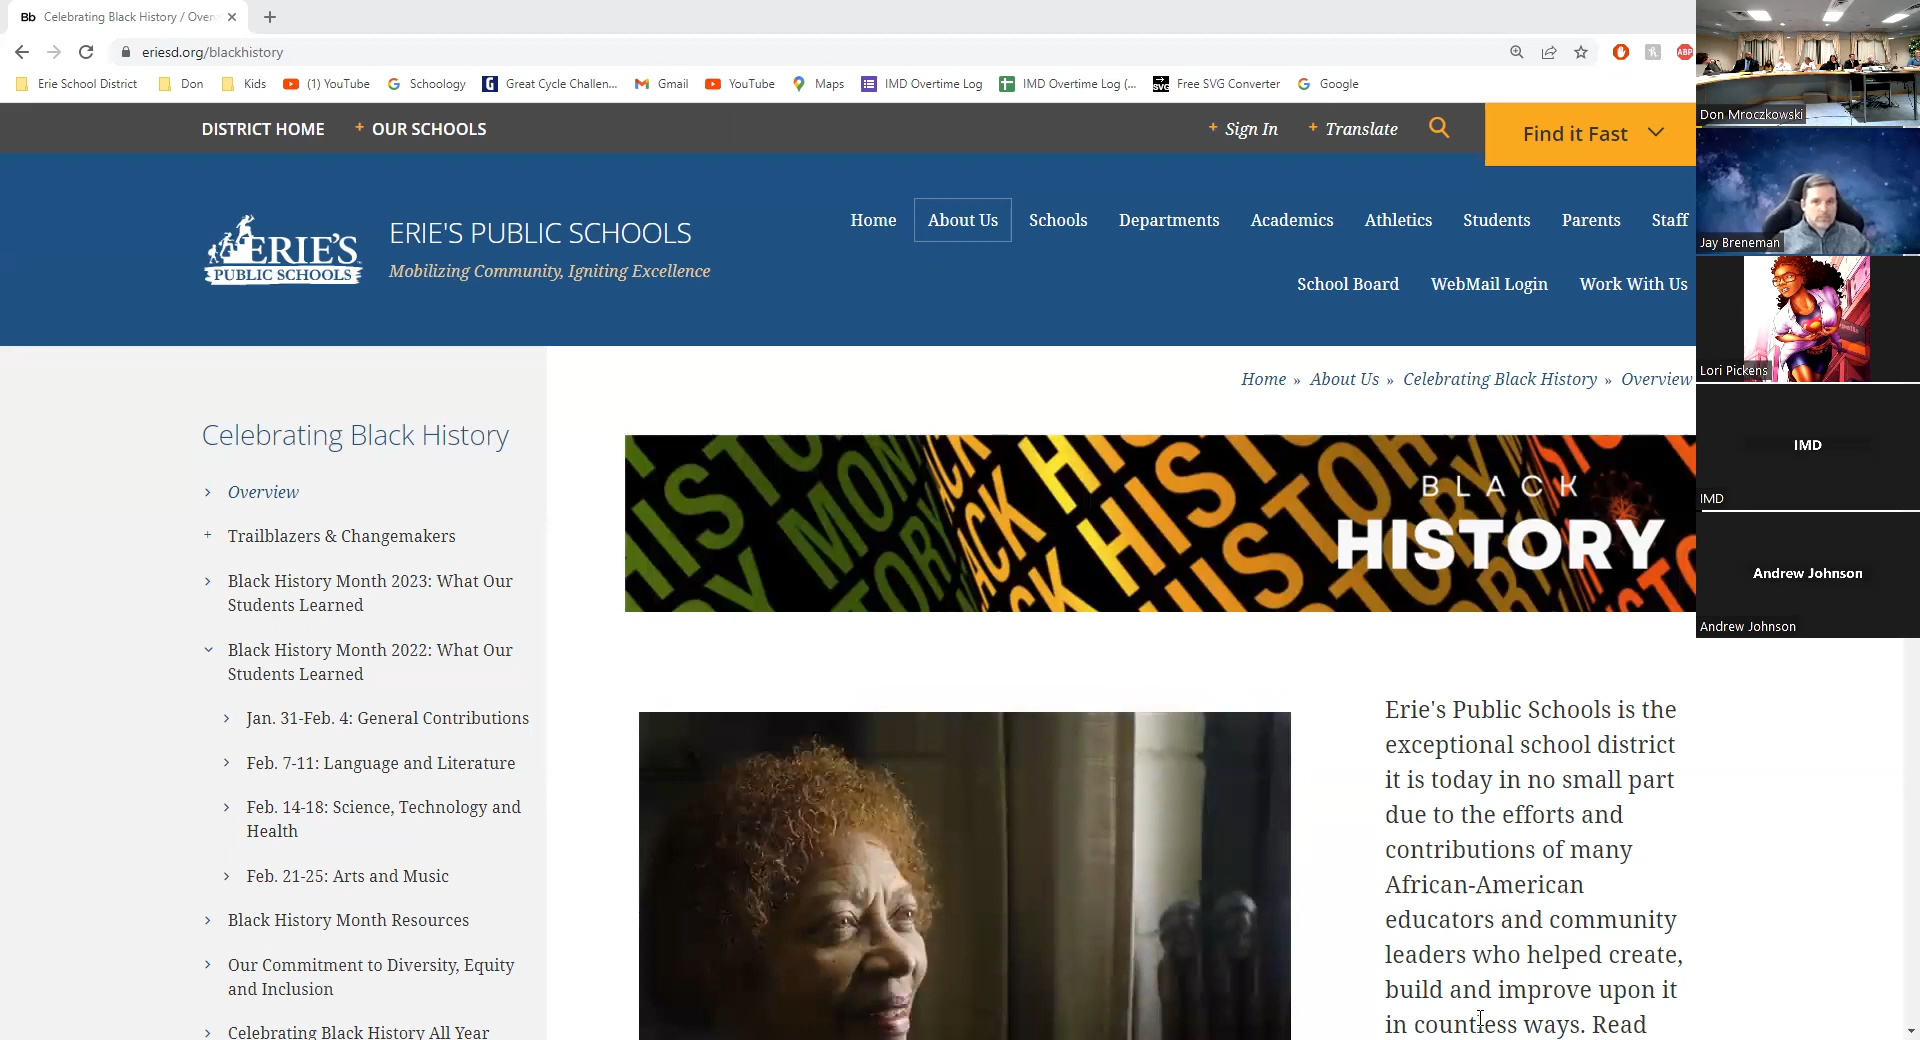 Bb Celebrating Black History / Over
eriesd.org/blackhistory
ABP
Erie School District Don Kids (1) YouTube Schoology Great Cycle Challen... Gmail YouTube Maps IMD Overtime Log IMD Overtime Log (... Free SVG Converter Google
DISTRICT HOME + OUR SCHOOLS + Sign In + Translate Find it Fast
ERIE'S
PUBLIC SCHOOLS
ERIE'S PUBLIC SCHOOLS
Mobilizing Community, Igniting Excellence
Home About Us Schools Departments Academics Athletics Students Parents Staff
School Board WebMail Login Work With Us
Home » About Us » Celebrating Black History » Overview
Celebrating Black History
Overview
+ Trailblazers & Changemakers
Black History Month 2023: What Our
Students Learned
Black History Month 2022: What Our
Students Learned
Jan. 31-Feb. 4: General Contributions
Feb. 7-11: Language and Literature
Feb. 14-18: Science, Technology and
Health
Feb. 21-25: Arts and Music
Black History Month Resources
Our Commitment to Diversity, Equity
and Inclusion
Celebrating Black History All Year
BLACK
HISTORY
Erie's Public Schools is the
exceptional school district
it is today in no small part
due to the efforts and
contributions of many
African-American
educators and community
leaders who helped create,
build and improve upon it
in countless ways. Read
Don Mroczkowski
Jay Breneman
Lori Pickens
IMD
IMD
Andrew Johnson
Andrew Johnson